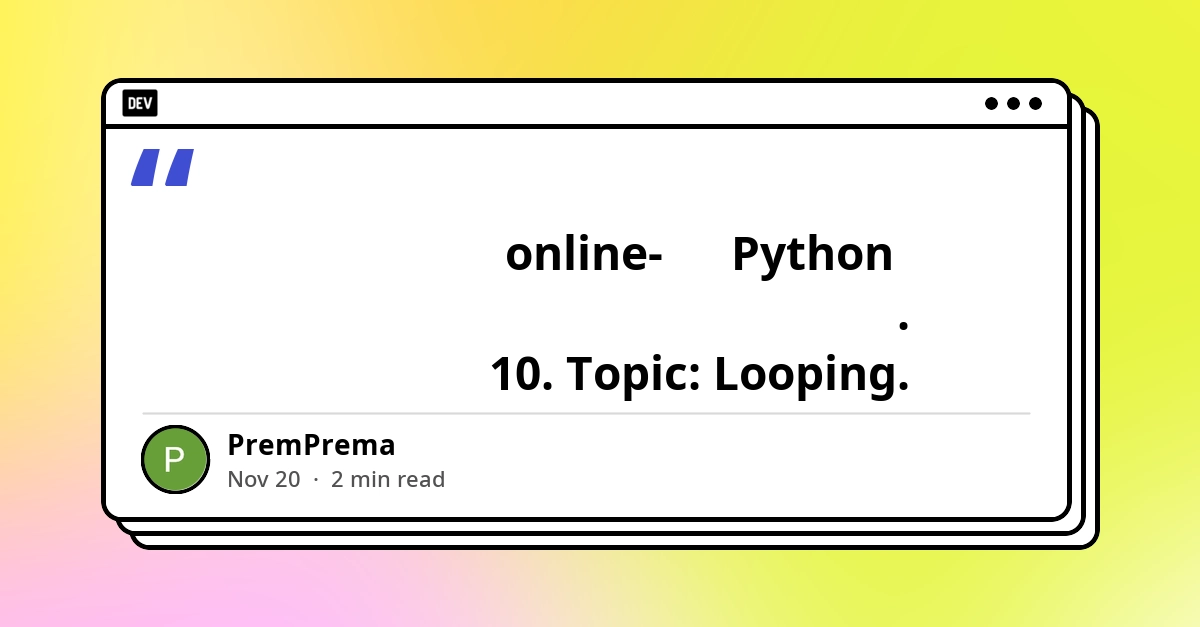 DEV
“
online- Python
.
10. Topic: Looping.
P
PremPrema
Nov 20 · 2 min read